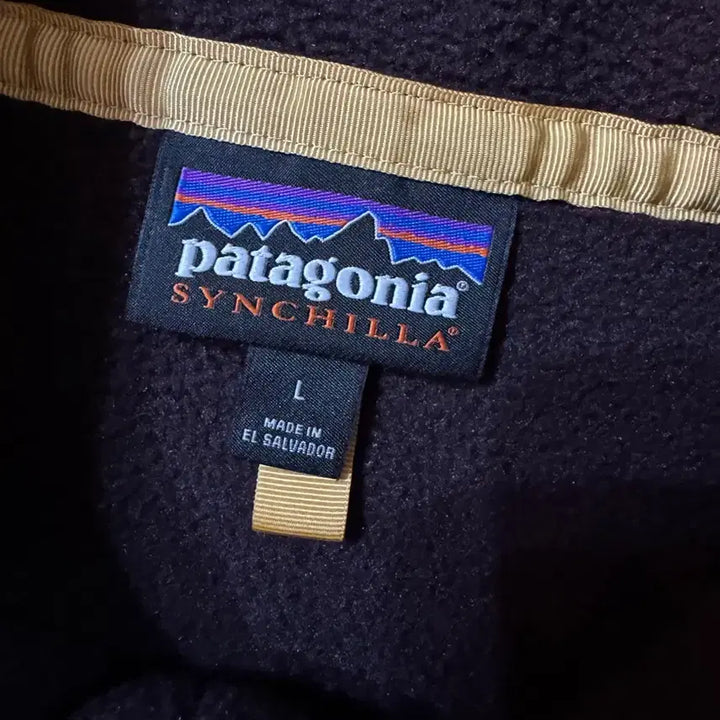 patagonia®
SYNCHILLA®
L
MADE IN
EL SALVADOR